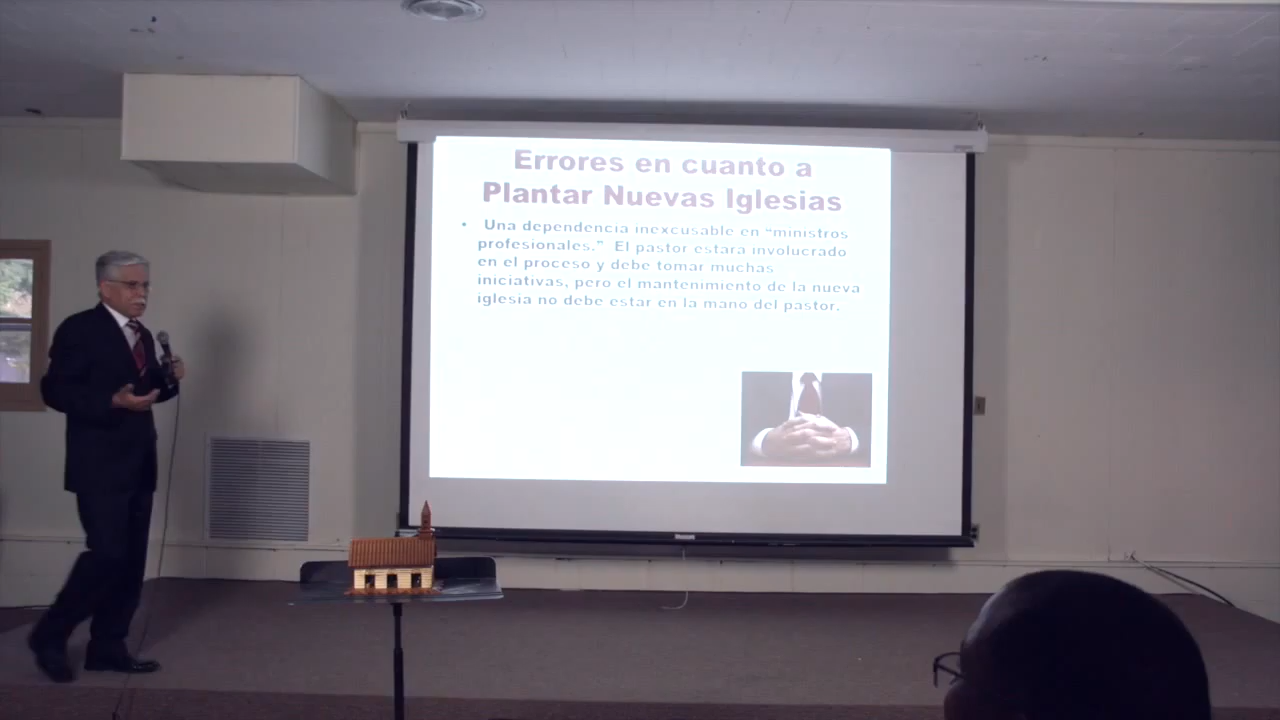 Errores en cuanto a
Plantar Nuevas Iglesias
• Una dependencia inexcusable en “ministros
profesionales.” El pastor estara involucrado
en el proceso y debe tomar muchas
iniciativas, pero el mantenimiento de la nueva
iglesia no debe estar en la mano del pastor.